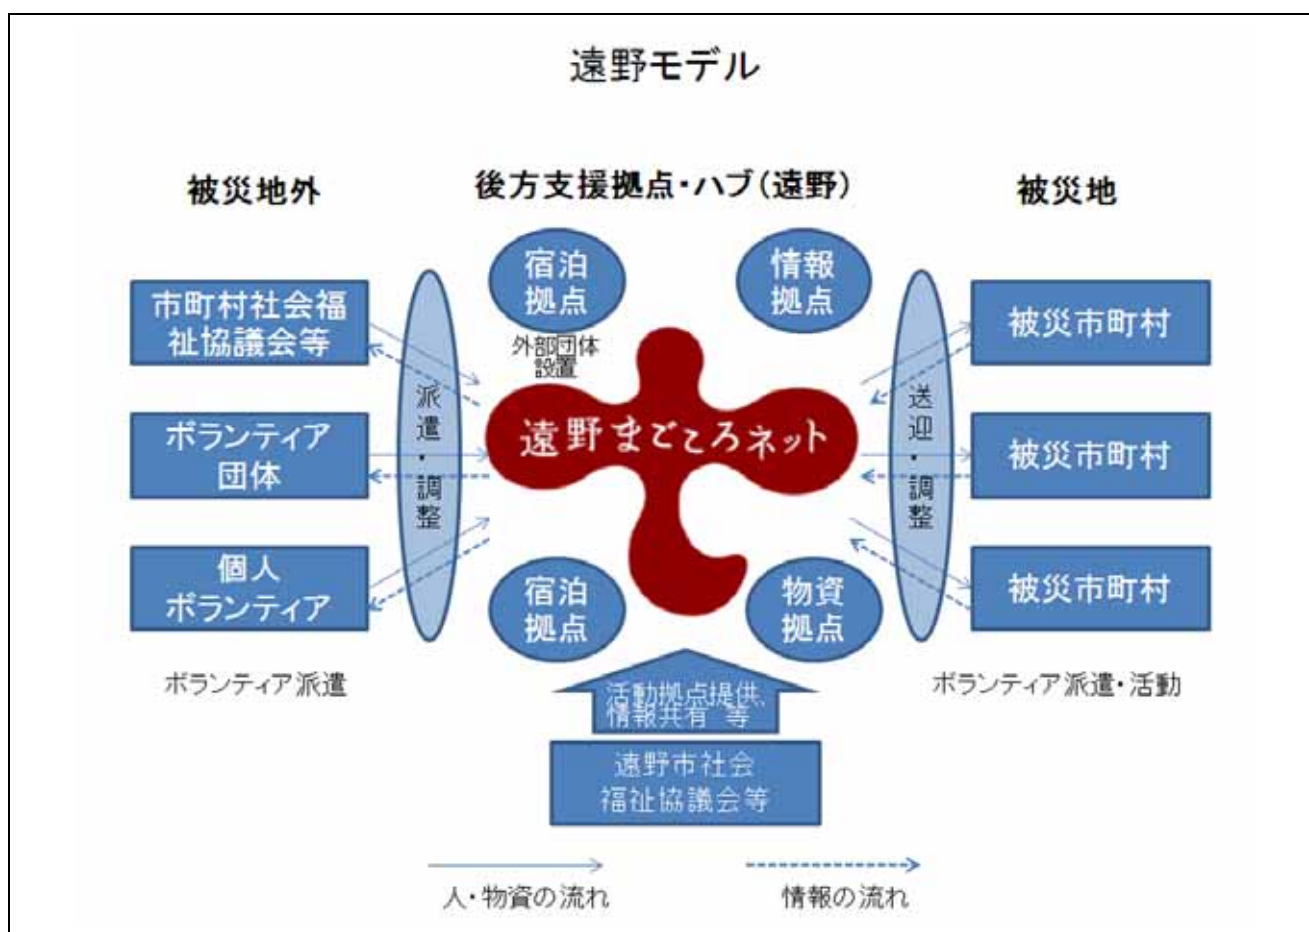 遠野モデル
被災地外
後方支援拠点・ハブ(遠野)
被災地
市町村社会福
祉協議会等
ボランティア
団体
個人
ボランティア
ボランティア派遣
派遣・調整
宿泊
拠点
外部団体
設置
情報
拠点
遠野まごころネット
宿泊
拠点
物資
拠点
活動拠点提供、
情報共有 等
遠野市社会
福祉協議会等
送迎・調整
被災市町村
被災市町村
被災市町村
ボランティア派遣・活動
人・物資の流れ
情報の流れ